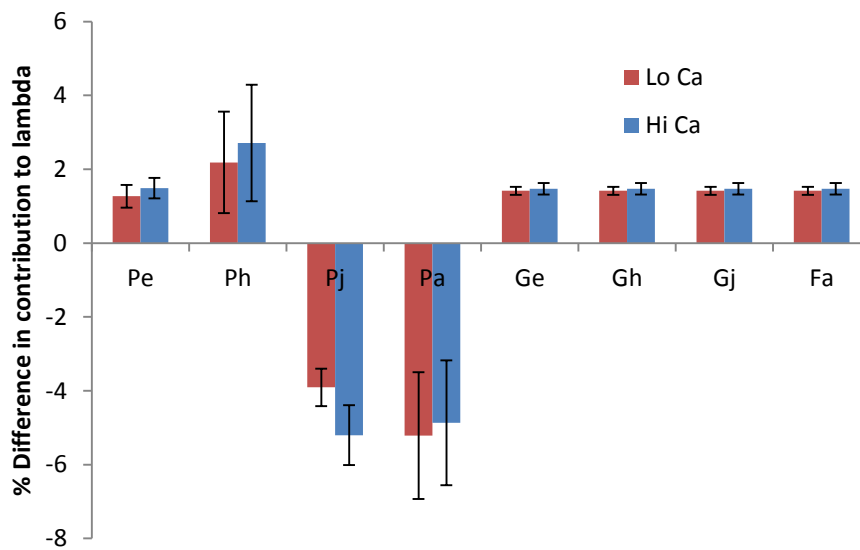 % Difference in contribution to lambda
6
4
2
0
-2
-4
-6
-8
Lo Ca
Hi Ca
Pe Ph Pj Pa Ge Gh Gj Fa